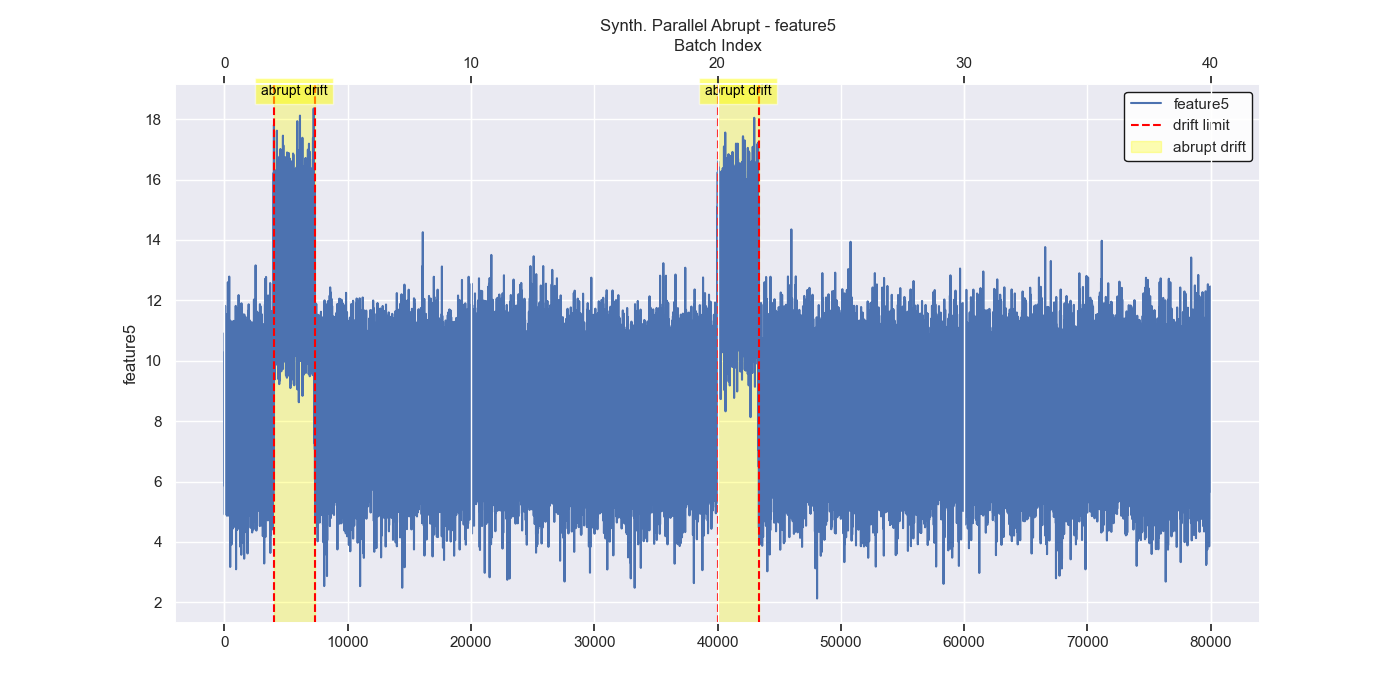 Synth. Parallel Abrupt - feature5
Batch Index
0 10 20 30 40
abrupt drift abrupt drift
feature5
drift limit
abrupt drift
18
16
14
12
10
8
6
4
2
feature5
0 10000 20000 30000 40000 50000 60000 70000 80000